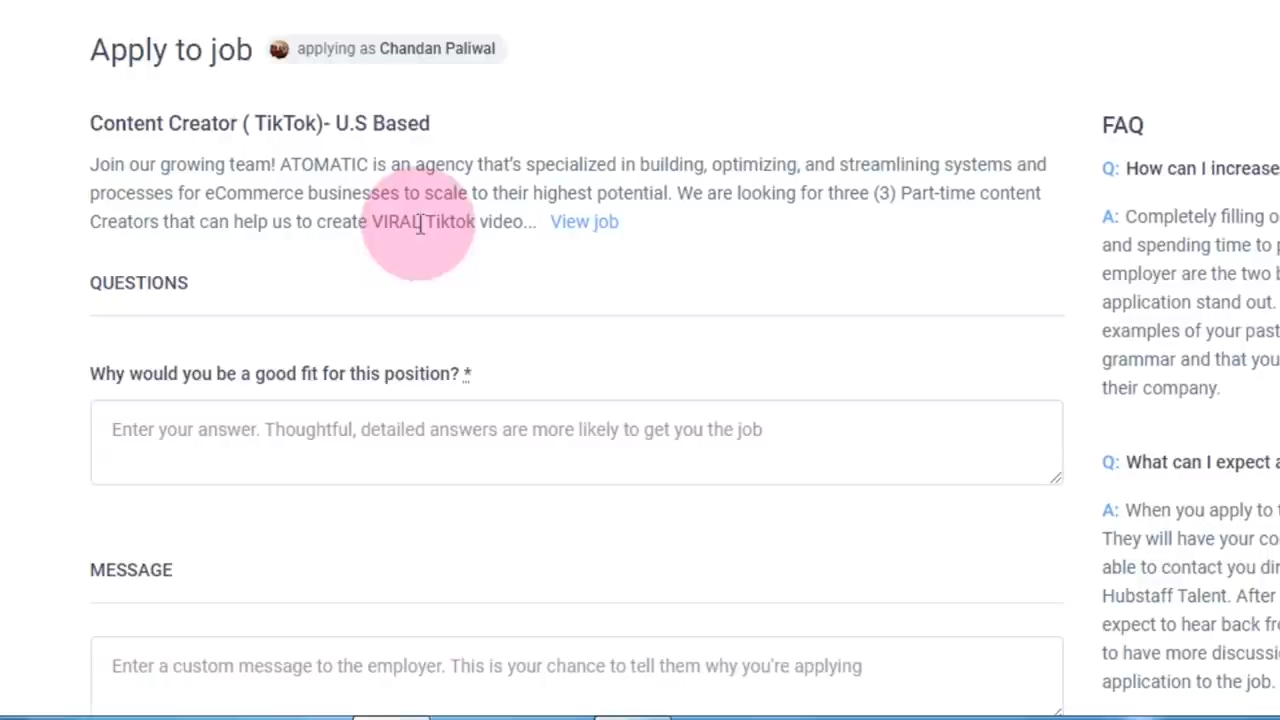 Apply to job
applying as Chandan Paliwal
Content Creator ( TikTok)- U.S Based
Join our growing team! ATOMATIC is an agency that's specialized in building, optimizing, and streamlining systems and
processes for eCommerce businesses to scale to their highest potential. We are looking for three (3) Part-time content
Creators that can help us to create VIRAL Tiktok video... View job
QUESTIONS
Why would you be a good fit for this position? *
Enter your answer. Thoughtful, detailed answers are more likely to get you the job
MESSAGE
Enter a custom message to the employer. This is your chance to tell them why you're applying
FAQ
Q: How can I increase
A: Completely filling o
and spending time to p
employer are the two b
application stand out.
examples of your past
grammar and that you
their company.
Q: What can I expect a
A: When you apply to t
They will have your co
able to contact you dir
Hubstaff Talent. After
expect to hear back fr
to have more discussi
application to the job.